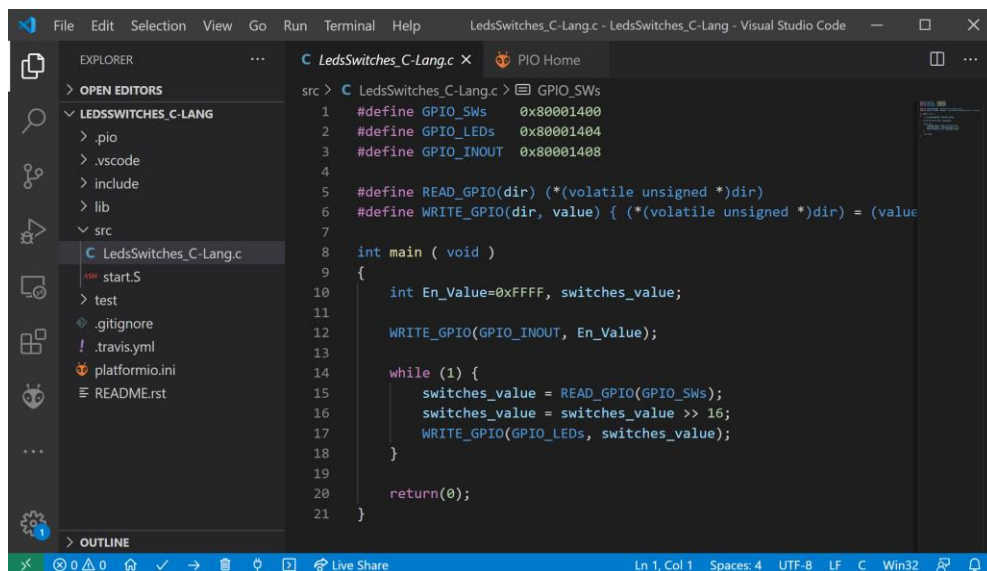 File Edit Selection View Go Run Terminal Help LedsSwitches_C-Lang.c - LedsSwitches_C-Lang - Visual Studio Code
EXPLORER
OPEN EDITORS
LEDSSWITCHES_C-LANG
.pio
.vscode
include
lib
src
C LedsSwitches_C-Lang.c
ASM start.S
test
.gitignore
! .travis.yml
platformio.ini
README.rst
OUTLINE
C LedsSwitches_C-Lang.c × PIO Home
src > C LedsSwitches_C-Lang.c > GPIO_SWs
1 #define GPIO_SWs    0x80001400
2 #define GPIO_LEDs   0x80001404
3 #define GPIO_INOUT  0x80001408
4
5 #define READ_GPIO(dir) (*(volatile unsigned *)dir)
6 #define WRITE_GPIO(dir, value) { (*(volatile unsigned *)dir) = (value
7
8 int main ( void )
9 {
10     int En_Value=0xFFFF, switches_value;
11
12     WRITE_GPIO(GPIO_INOUT, En_Value);
13
14     while (1) {
15         switches_value = READ_GPIO(GPIO_SWs);
16         switches_value = switches_value >> 16;
17         WRITE_GPIO(GPIO_LEDs, switches_value);
18     }
19
20     return(0);
21 }
1
0 0 Live Share Ln 1, Col 1 Spaces: 4 UTF-8 LF C Win32